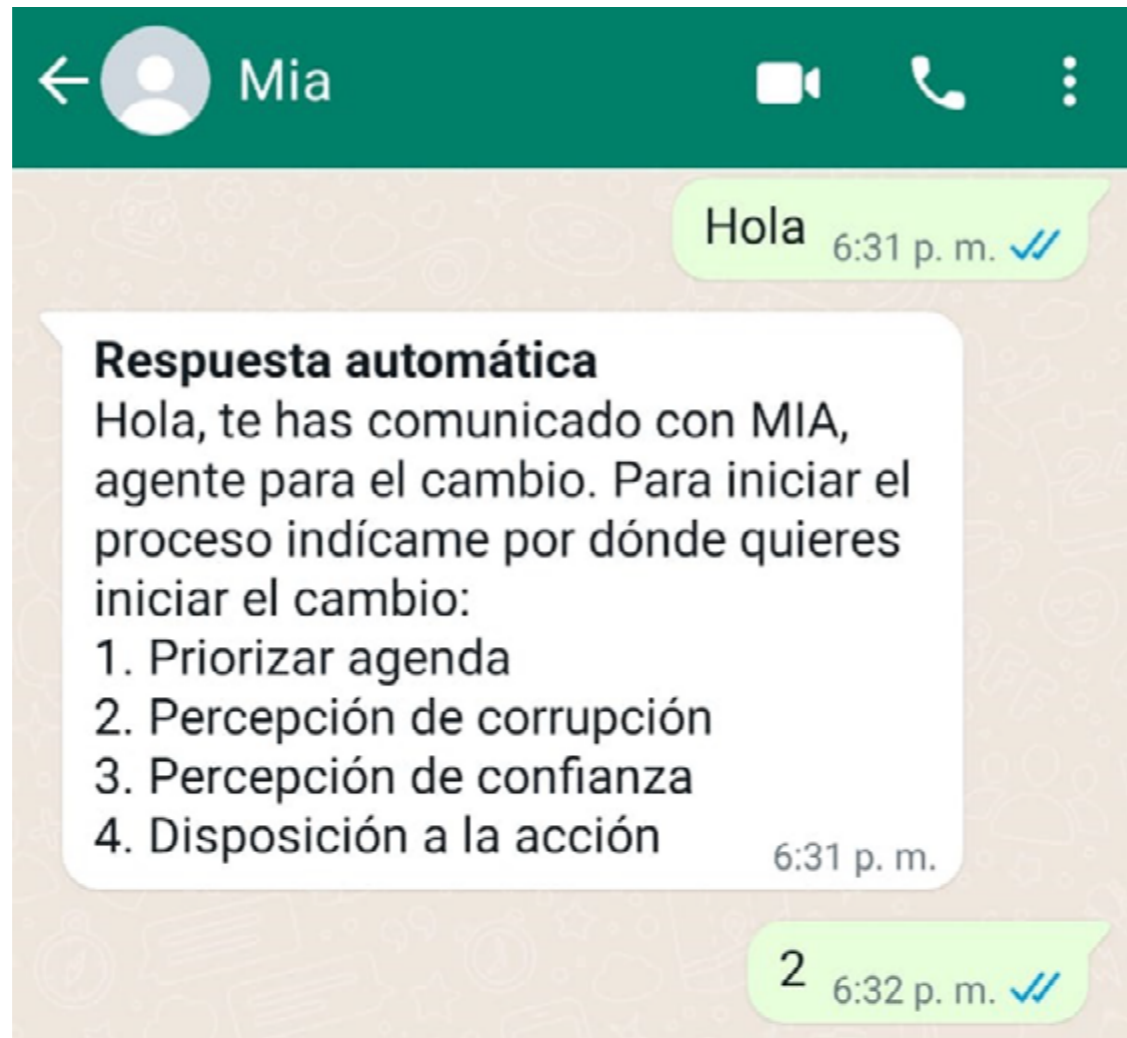 Mia
Hola 6:31 p. m.
Respuesta automática
Hola, te has comunicado con MIA,
agente para el cambio. Para iniciar el
proceso indícame por dónde quieres
iniciar el cambio:
1. Priorizar agenda
2. Percepción de corrupción
3. Percepción de confianza
4. Disposición a la acción
6:31 p. m.
2 6:32 p. m.